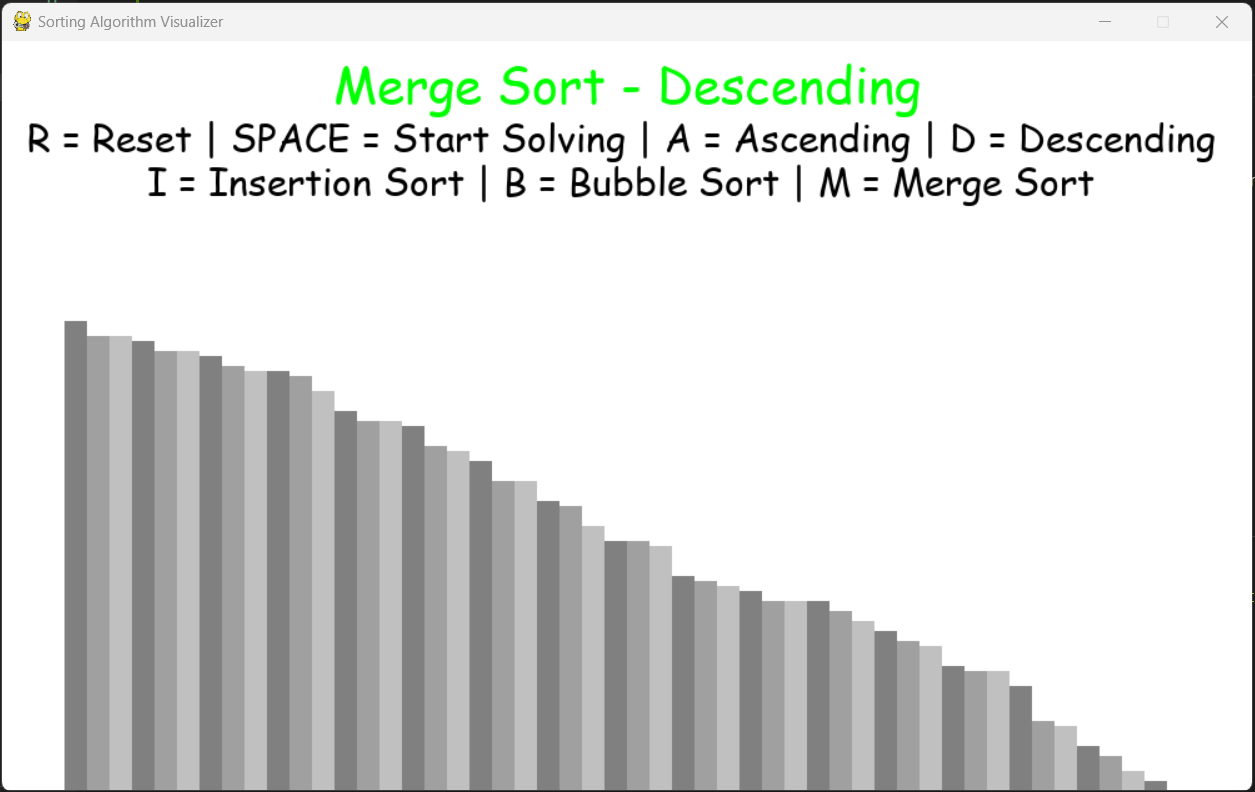 Sorting Algorithm Visualizer
Merge Sort - Descending
R = Reset | SPACE = Start Solving | A = Ascending | D = Descending
I = Insertion Sort | B = Bubble Sort | M = Merge Sort